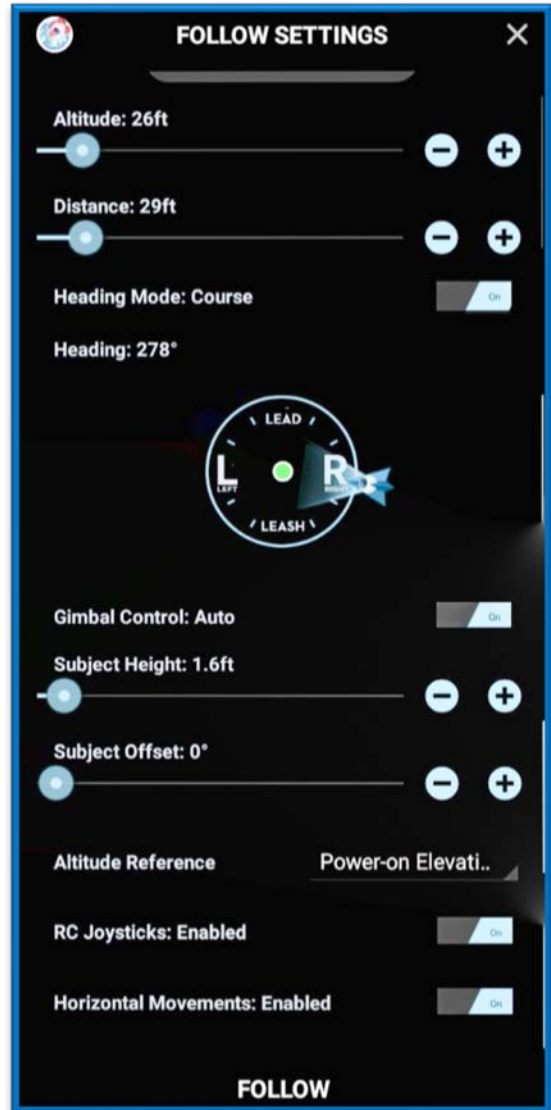 FOLLOW SETTINGS
Altitude: 26ft
Distance: 29ft
Heading Mode: Course
On
Heading: 278°
LEAD
L
R
LEFT
RIGHT
LEASH
Gimbal Control: Auto
On
Subject Height: 1.6ft
Subject Offset: 0°
Altitude Reference
Power-on Elevati..
RC Joysticks: Enabled
On
Horizontal Movements: Enabled
On
FOLLOW